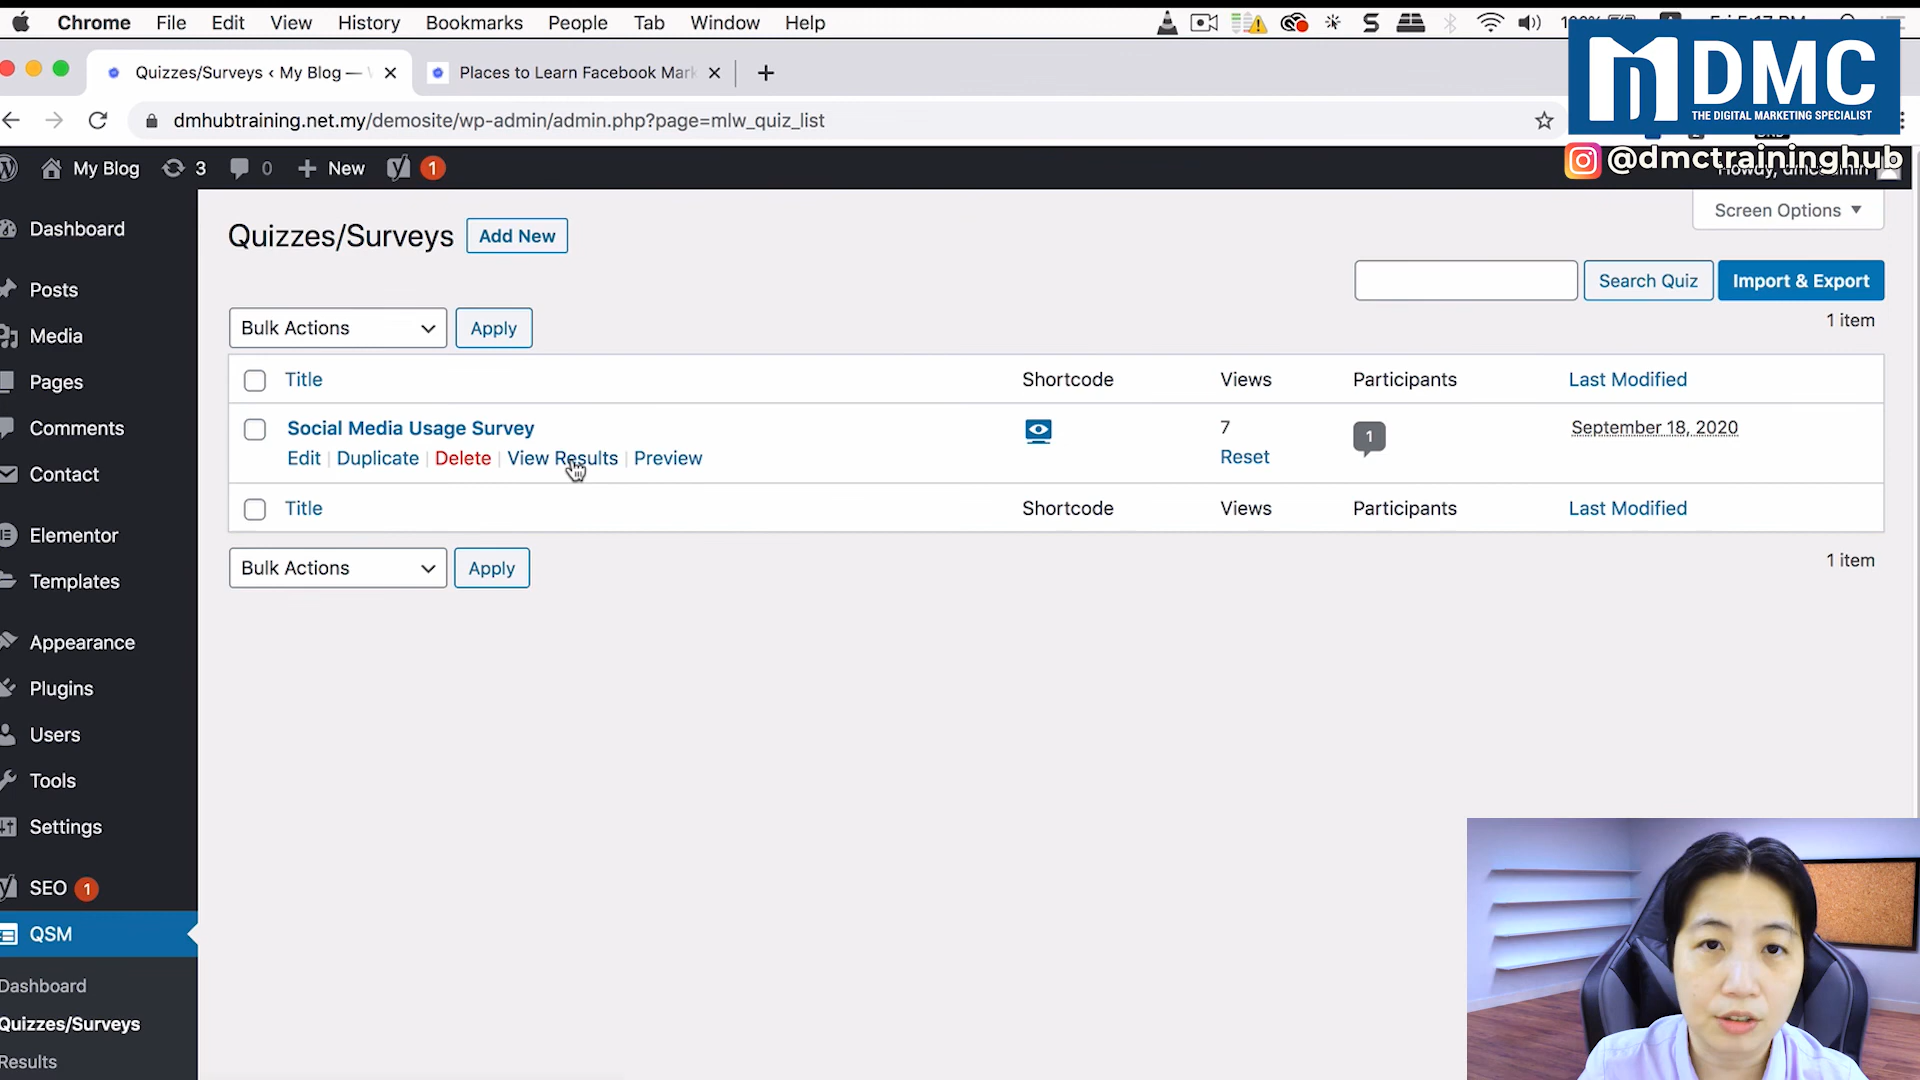 Chrome File Edit View History Bookmarks People Tab Window Help
Quizzes/Surveys ‹ My Blog —
Places to Learn Facebook Mark
dmhubtraining.net.my/demosite/wp-admin/admin.php?page=mlw_quiz_list
DMC
THE DIGITAL MARKETING SPECIALIST
@dmctraininghub
My Blog 3 0 New 1
Howdy, dmcadmin
Screen Options
Dashboard
Posts
Media
Pages
Comments
Contact
Elementor
Templates
Appearance
Plugins
Users
Tools
Settings
SEO 1
QSM
Dashboard
Quizzes/Surveys
Results
Quizzes/Surveys Add New
Search Quiz Import & Export
1 item
Bulk Actions Apply
Title Shortcode Views Participants Last Modified
Social Media Usage Survey 7 1 September 18, 2020
Edit | Duplicate | Delete | View Results | Preview Reset
Title Shortcode Views Participants Last Modified
Bulk Actions Apply 1 item